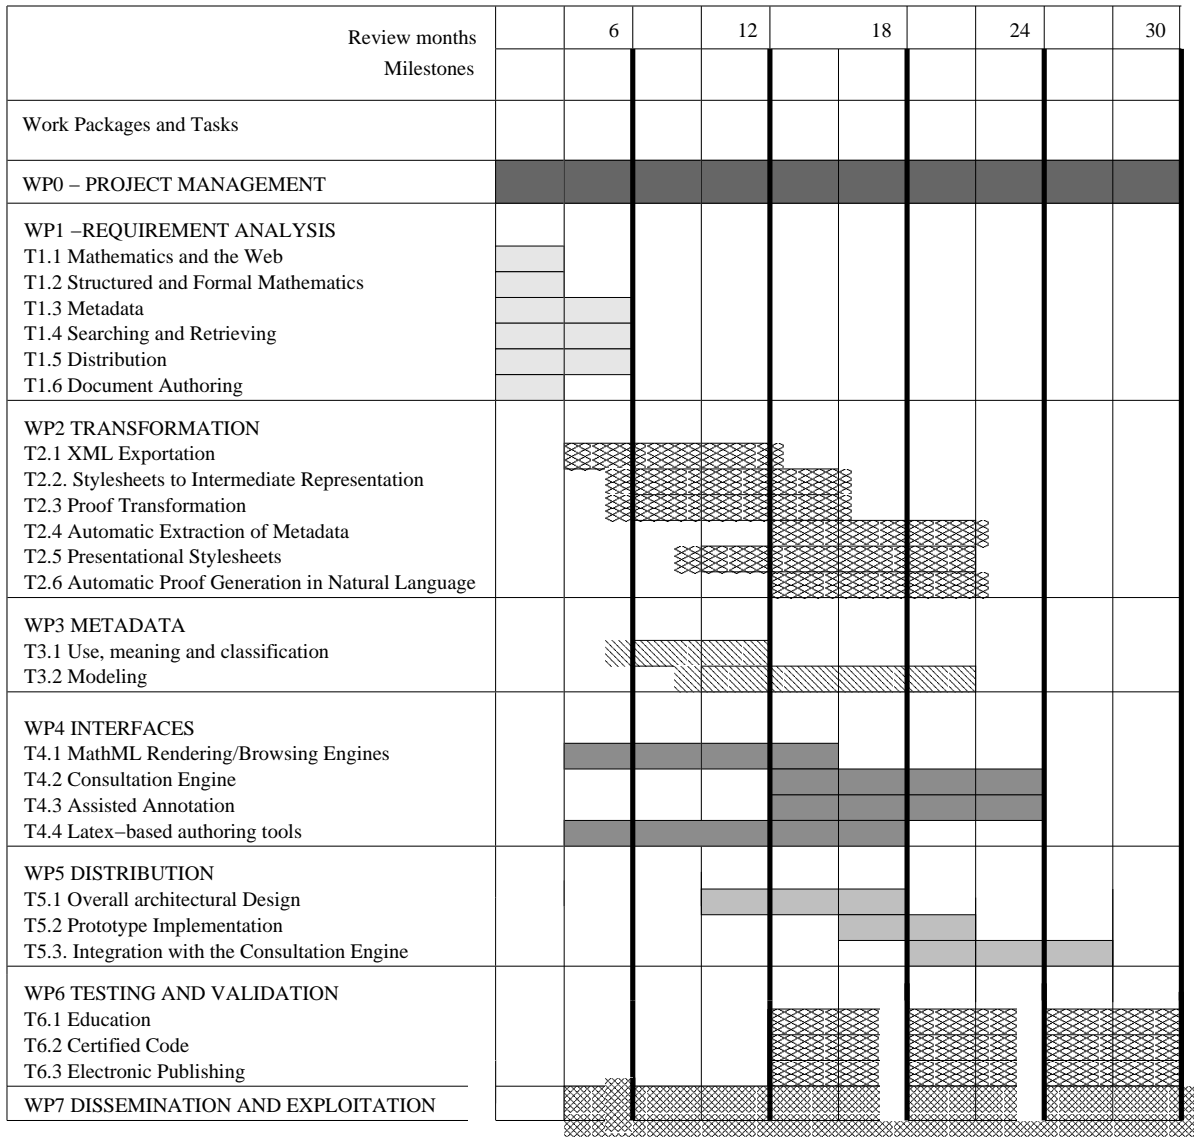 Review months 6 12 18 24 30
Milestones
Work Packages and Tasks
WP0 – PROJECT MANAGEMENT
WP1 –REQUIREMENT ANALYSIS
T1.1 Mathematics and the Web
T1.2 Structured and Formal Mathematics
T1.3 Metadata
T1.4 Searching and Retrieving
T1.5 Distribution
T1.6 Document Authoring
WP2 TRANSFORMATION
T2.1 XML Exportation
T2.2. Stylesheets to Intermediate Representation
T2.3 Proof Transformation
T2.4 Automatic Extraction of Metadata
T2.5 Presentational Stylesheets
T2.6 Automatic Proof Generation in Natural Language
WP3 METADATA
T3.1 Use, meaning and classification
T3.2 Modeling
WP4 INTERFACES
T4.1 MathML Rendering/Browsing Engines
T4.2 Consultation Engine
T4.3 Assisted Annotation
T4.4 Latex–based authoring tools
WP5 DISTRIBUTION
T5.1 Overall architectural Design
T5.2 Prototype Implementation
T5.3. Integration with the Consultation Engine
WP6 TESTING AND VALIDATION
T6.1 Education
T6.2 Certified Code
T6.3 Electronic Publishing
WP7 DISSEMINATION AND EXPLOITATION